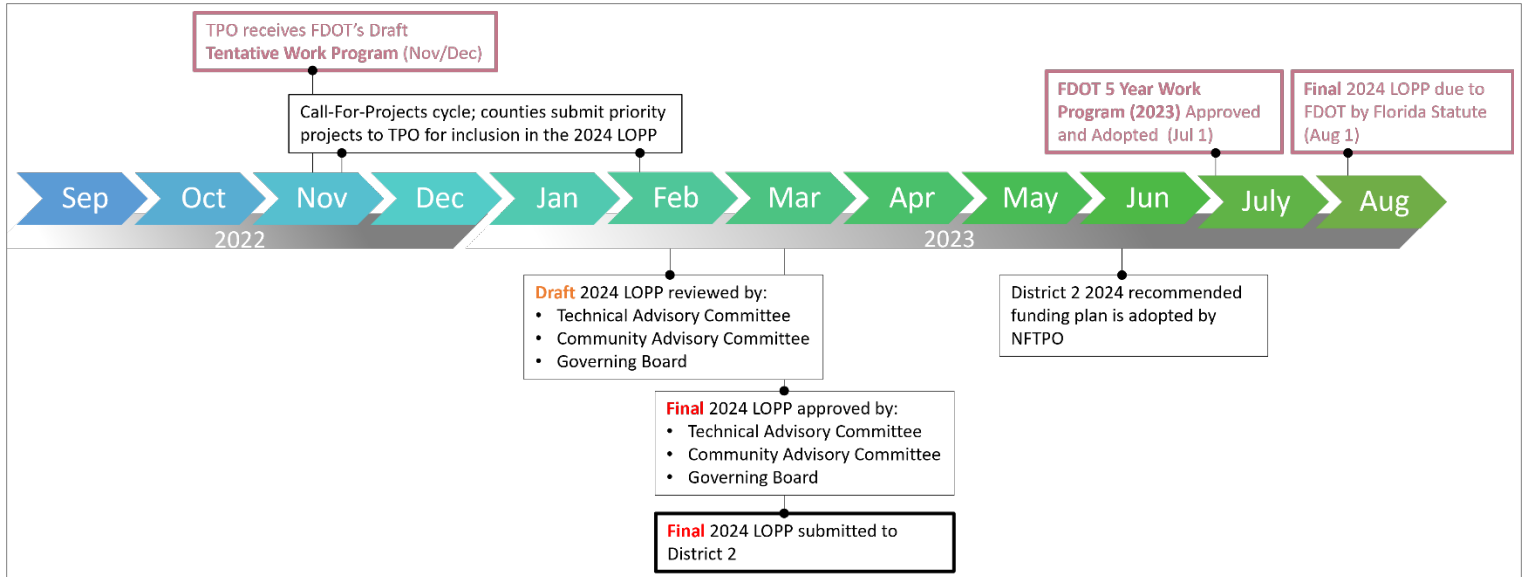 TPO receives FDOT's Draft
Tentative Work Program (Nov/Dec)
Call-For-Projects cycle; counties submit priority
projects to TPO for inclusion in the 2024 LOPP
FDOT 5 Year Work
Program (2023) Approved
and Adopted (Jul 1)
Final 2024 LOPP due to
FDOT by Florida Statute
(Aug 1)
Sep
Oct
Nov
Dec
Jan
Feb
Mar
Apr
May
Jun
July
Aug
2022
2023
Draft 2024 LOPP reviewed by:
• Technical Advisory Committee
• Community Advisory Committee
• Governing Board
District 2 2024 recommended
funding plan is adopted by
NFTPO
Final 2024 LOPP approved by:
• Technical Advisory Committee
• Community Advisory Committee
• Governing Board
Final 2024 LOPP submitted to
District 2